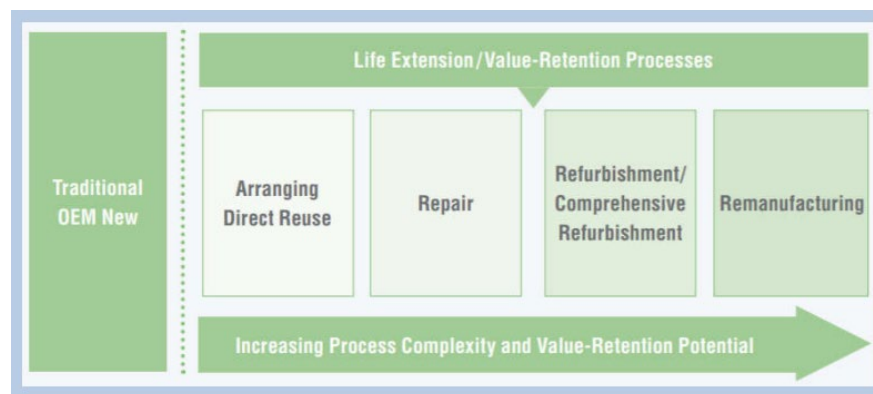 Life Extension/Value-Retention Processes
Traditional
OEM New
Arranging
Direct Reuse
Repair
Refurbishment/
Comprehensive
Refurbishment
Remanufacturing
Increasing Process Complexity and Value-Retention Potential